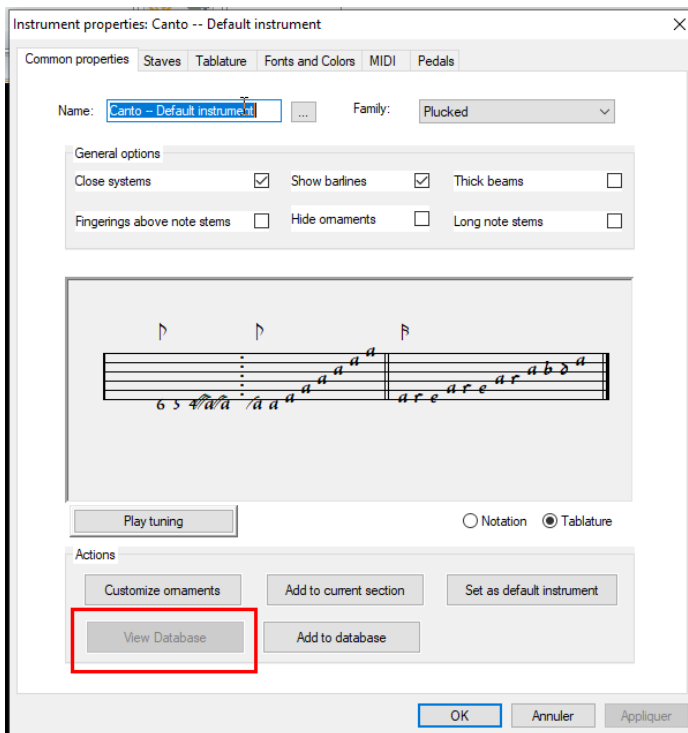 Instrument properties: Canto -- Default instrument
Common properties Staves Tablature Fonts and Colors MIDI Pedals
Name: Canto -- Default instrument ... Family: Plucked
General options
Close systems Show barlines Thick beams
Fingerings above note stems Hide ornaments Long note stems
6 5 4 /a //a /a a a a a a a a a r e a r e a r a b d a
Play tuning Notation Tablature
Actions
Customize ornaments Add to current section Set as default instrument
View Database Add to database
OK Annuler Appliquer